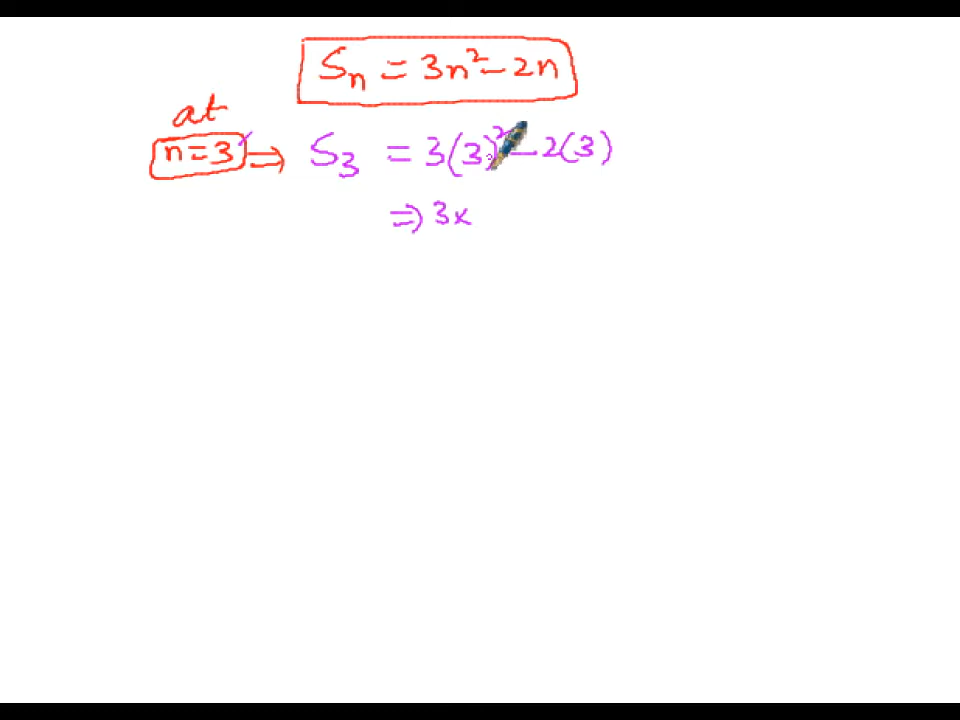 Sₙ = 3n² − 2n
at
n = 3 ⇒ S₃ = 3(3)² − 2(3)
⇒ 3×